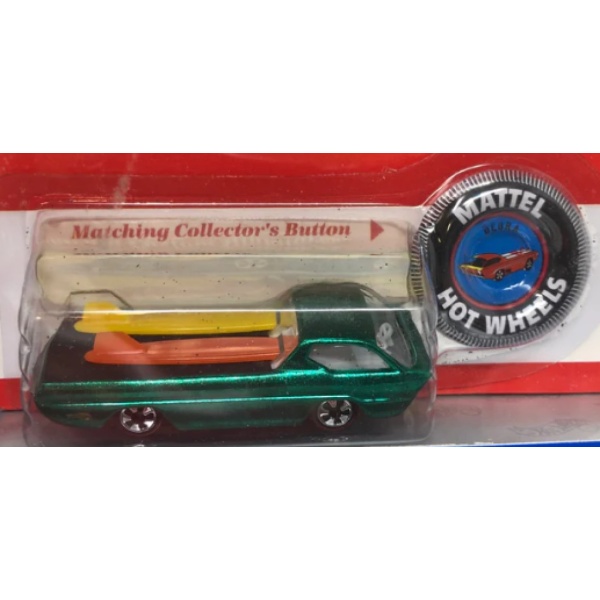 Matching Collector's Button
MATTEL
HOT WHEELS